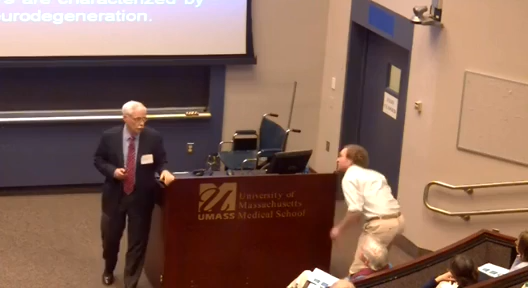 are characterized by
urodegeneration.
University of
Massachusetts
UMASS Medical School